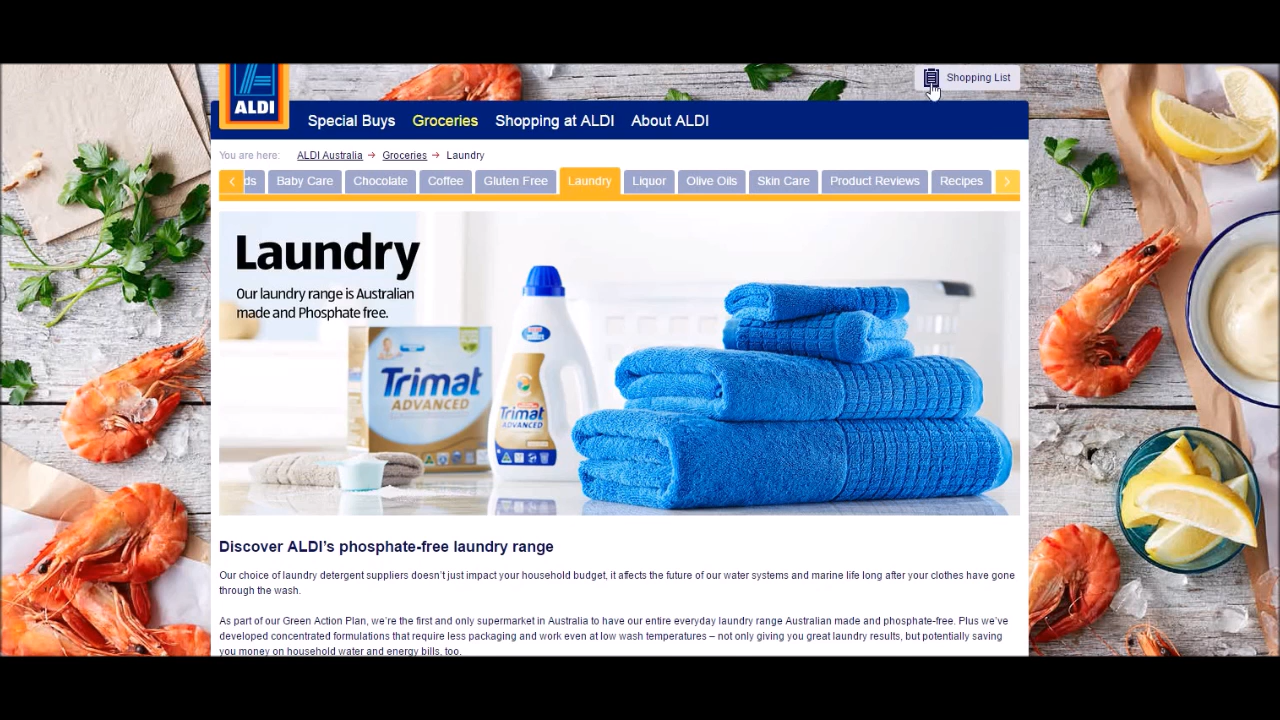 Shopping List
ALDI
Special Buys Groceries Shopping at ALDI About ALDI
You are here: ALDI Australia → Groceries → Laundry
ds Baby Care Chocolate Coffee Gluten Free Laundry Liquor Olive Oils Skin Care Product Reviews Recipes
Laundry
Our laundry range is Australian
made and Phosphate free.
Trimat
ADVANCED
Trimat
ADVANCED
Discover ALDI’s phosphate-free laundry range
Our choice of laundry detergent suppliers doesn’t just impact your household budget, it affects the future of our water systems and marine life long after your clothes have gone
through the wash.
As part of our Green Action Plan, we’re the first and only supermarket in Australia to have our entire everyday laundry range Australian made and phosphate-free. Plus we’ve
developed concentrated formulations that require less packaging and work even at low wash temperatures – not only giving you great laundry results, but potentially saving
you money on household water and energy bills, too.